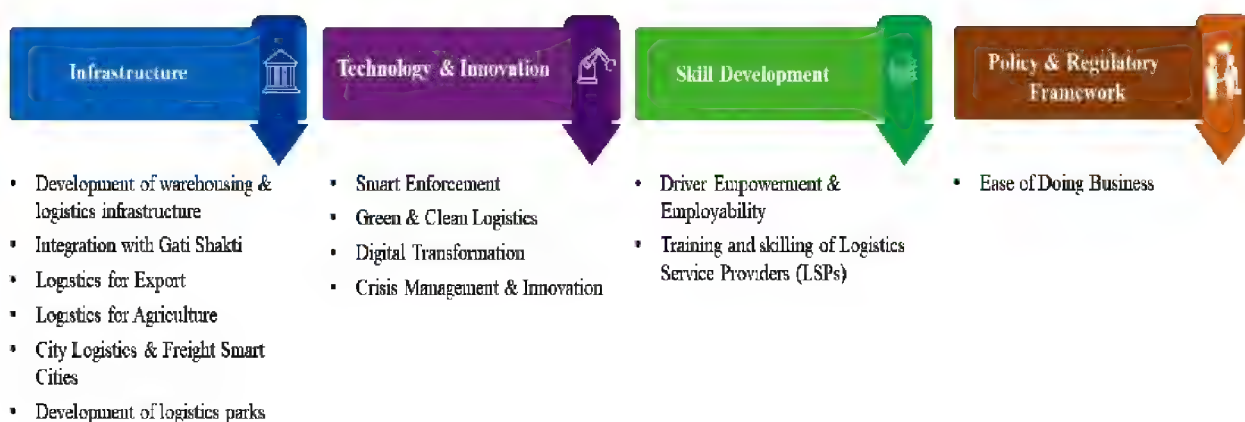 Infrastructure
• Development of warehousing &
logistics infrastructure
• Integration with Gati Shakti
• Logistics for Export
• Logistics for Agriculture
• City Logistics & Freight Smart
Cities
• Development of logistics parks
Technology & Innovation
• Smart Enforcement
• Green & Clean Logistics
• Digital Transformation
• Crisis Management & Innovation
Skill Development
• Driver Empowerment &
Employability
• Training and skilling of Logistics
Service Providers (LSPs)
Policy & Regulatory
Framework
• Ease of Doing Business